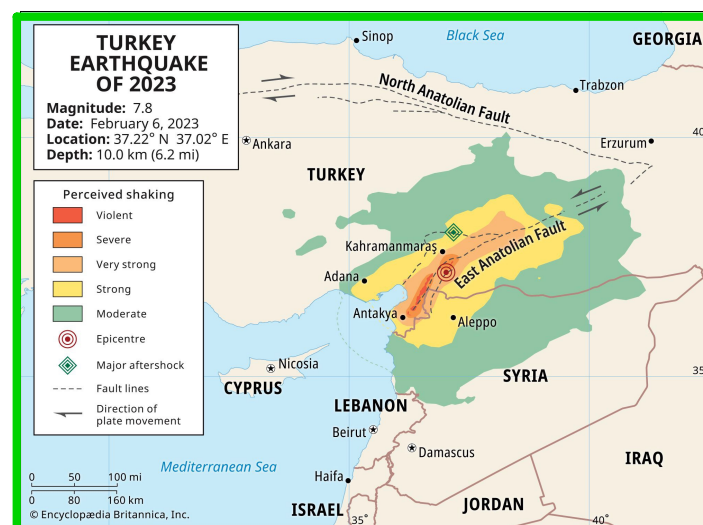 TURKEY
EARTHQUAKE
OF 2023
Magnitude: 7.8
Date: February 6, 2023
Location: 37.22° N 37.02° E
Depth: 10.0 km (6.2 mi)
Perceived shaking
Violent
Severe
Very strong
Strong
Moderate
Epicentre
Major aftershock
Fault lines
Direction of
plate movement
Sinop
Black Sea
GEORGIA
North Anatolian Fault
Trabzon
Ankara
Erzurum
40
TURKEY
Kahramanmaraş
East Anatolian Fault
Adana
Antakya
Aleppo
Nicosia
CYPRUS
SYRIA
35
LEBANON
Beirut
Damascus
IRAQ
Mediterranean Sea
Haifa
ISRAEL
JORDAN
35°
40°
0 50 100 mi
0 80 160 km
© Encyclopædia Britannica, Inc.